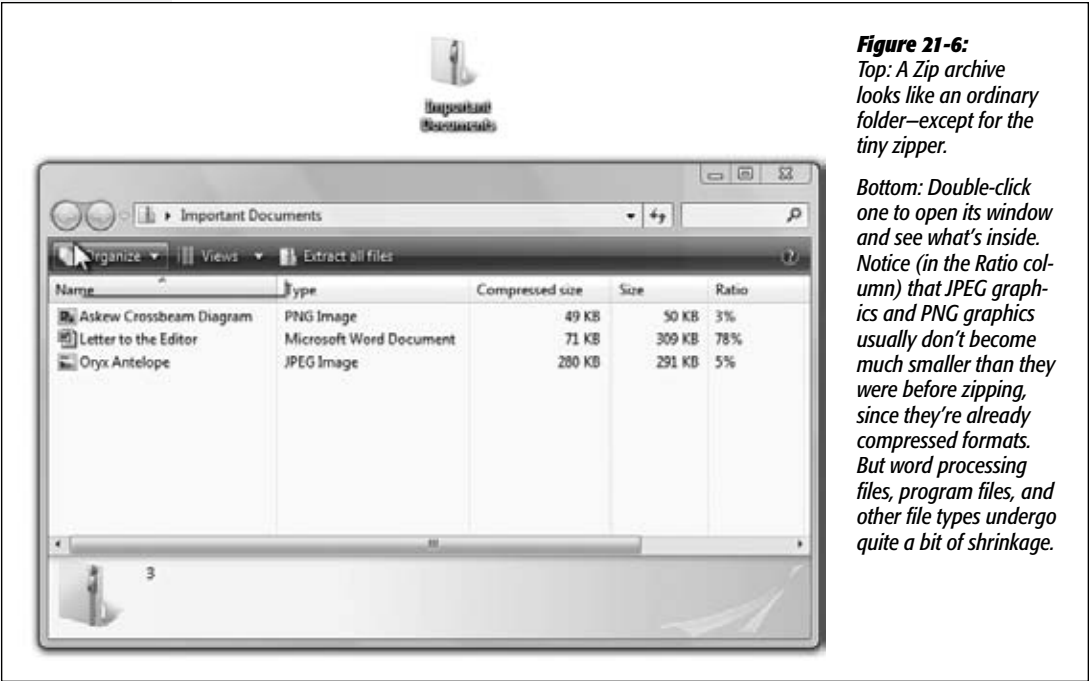 Important
Documents
Important Documents
Organize Views Extract all files
Name Type Compressed size Size Ratio
Askew Crossbeam Diagram PNG Image 49 KB 50 KB 3%
Letter to the Editor Microsoft Word Document 71 KB 309 KB 78%
Oryx Antelope JPEG Image 280 KB 291 KB 5%
3
Figure 21-6:
Top: A Zip archive
looks like an ordinary
folder—except for the
tiny zipper.
Bottom: Double-click
one to open its window
and see what's inside.
Notice (in the Ratio col-
umn) that JPEG graph-
ics and PNG graphics
usually don't become
much smaller than they
were before zipping,
since they're already
compressed formats.
But word processing
files, program files, and
other file types undergo
quite a bit of shrinkage.